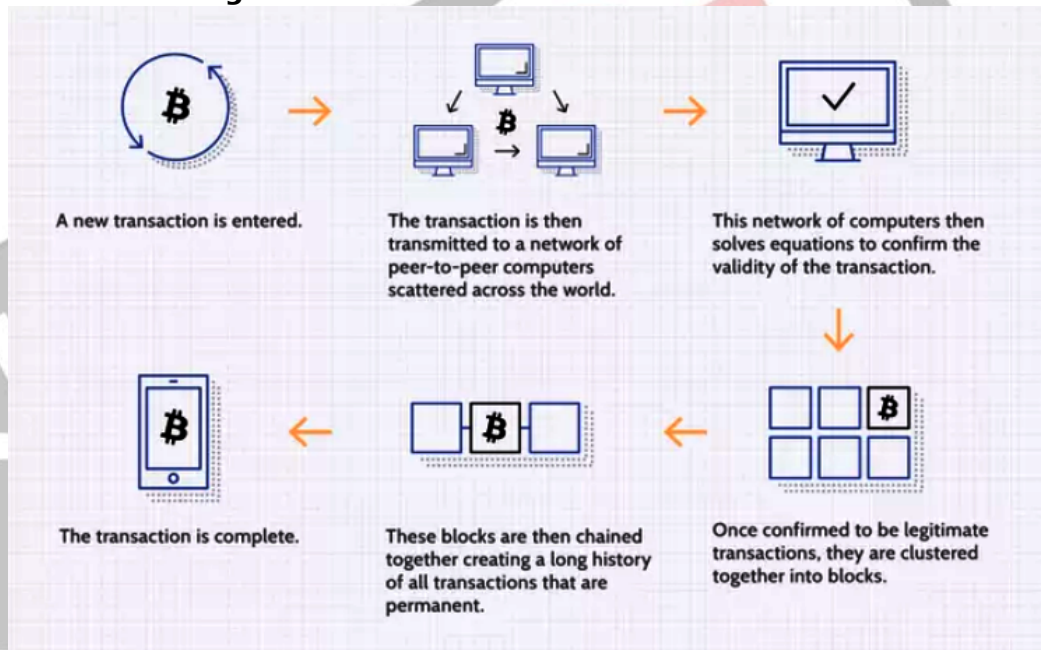 A new transaction is entered.
The transaction is then
transmitted to a network of
peer-to-peer computers
scattered across the world.
This network of computers then
solves equations to confirm the
validity of the transaction.
Once confirmed to be legitimate
transactions, they are clustered
together into blocks.
These blocks are then chained
together creating a long history
of all transactions that are
permanent.
The transaction is complete.